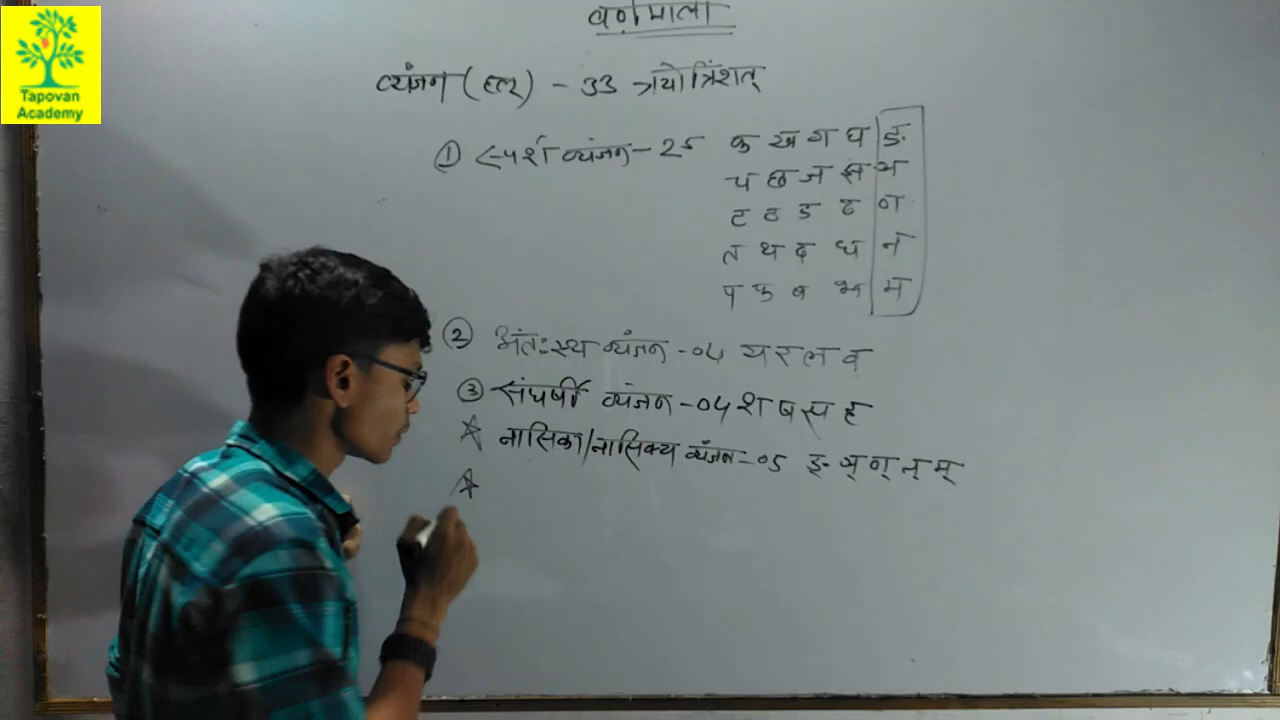 Tapovan
Academy
वर्णमाला
व्यंजन (हल्) - 33 त्रयोत्रिंशत्
① स्पर्श व्यंजन - 25 क ख ग घ ङ
च छ ज झ ञ
ट ठ ड ढ ण
त थ द ध न
प फ ब भ म
② अंतःस्थ व्यंजन - 04 य र ल व
③ संघर्षी व्यंजन - 04 श ष स ह
☆ नासिका/नासिक्य व्यंजन - 05 ङ् ञ् ण् न् म्
☆